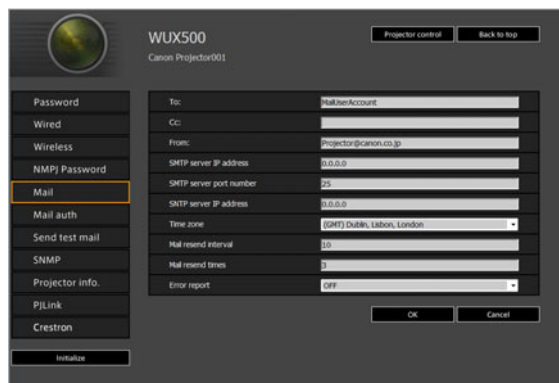 WUX500
Projector control
Back to top
Canon Projector001
Password
Wired
Wireless
NMPJ Password
Mail
Mail auth
Send test mail
SNMP
Projector info.
PJLink
Crestron
Initialize
To: MailUserAccount
Cc:
From: Projector@canon.co.jp
SMTP server IP address 0.0.0.0
SMTP server port number 25
SNTP server IP address 0.0.0.0
Time zone (GMT) Dublin, Lisbon, London
Mail resend interval 10
Mail resend times 3
Error report OFF
OK
Cancel